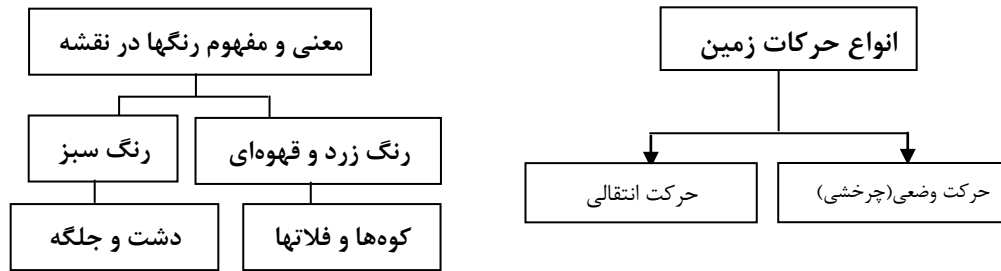 انواع حرکات زمین
حرکت وضعی(چرخشی)
حرکت انتقالی
معنی و مفهوم رنگها در نقشه
رنگ زرد و قهوه‌ای
رنگ سبز
کوه‌ها و فلاتها
دشت و جلگه